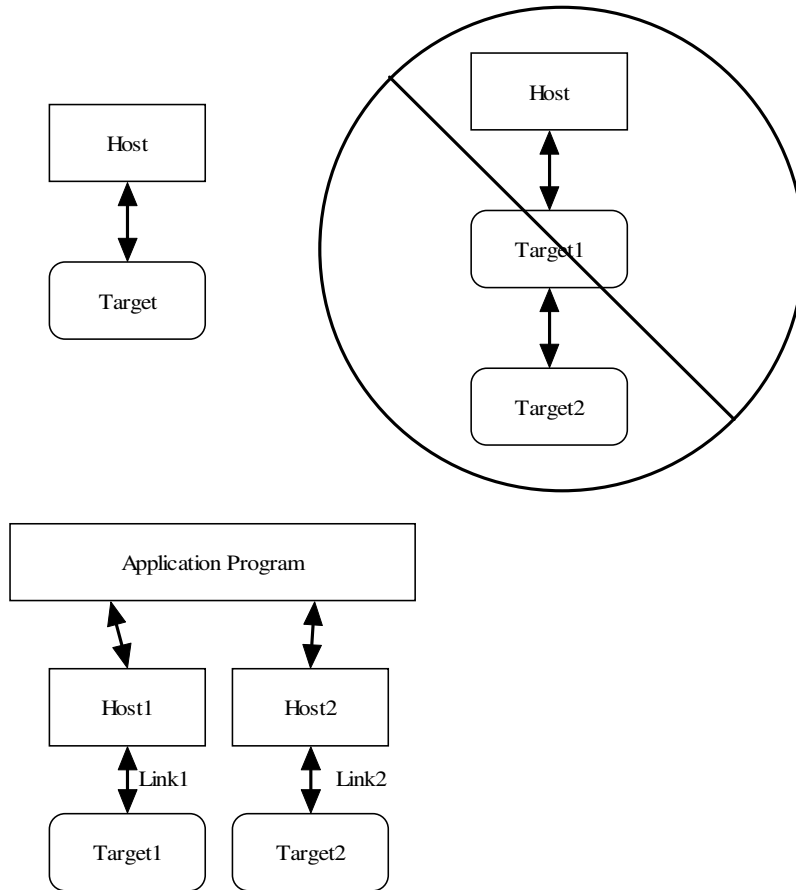 Host
Target
Host
Target1
Target2
Application Program
Host1
Host2
Link1
Link2
Target1
Target2